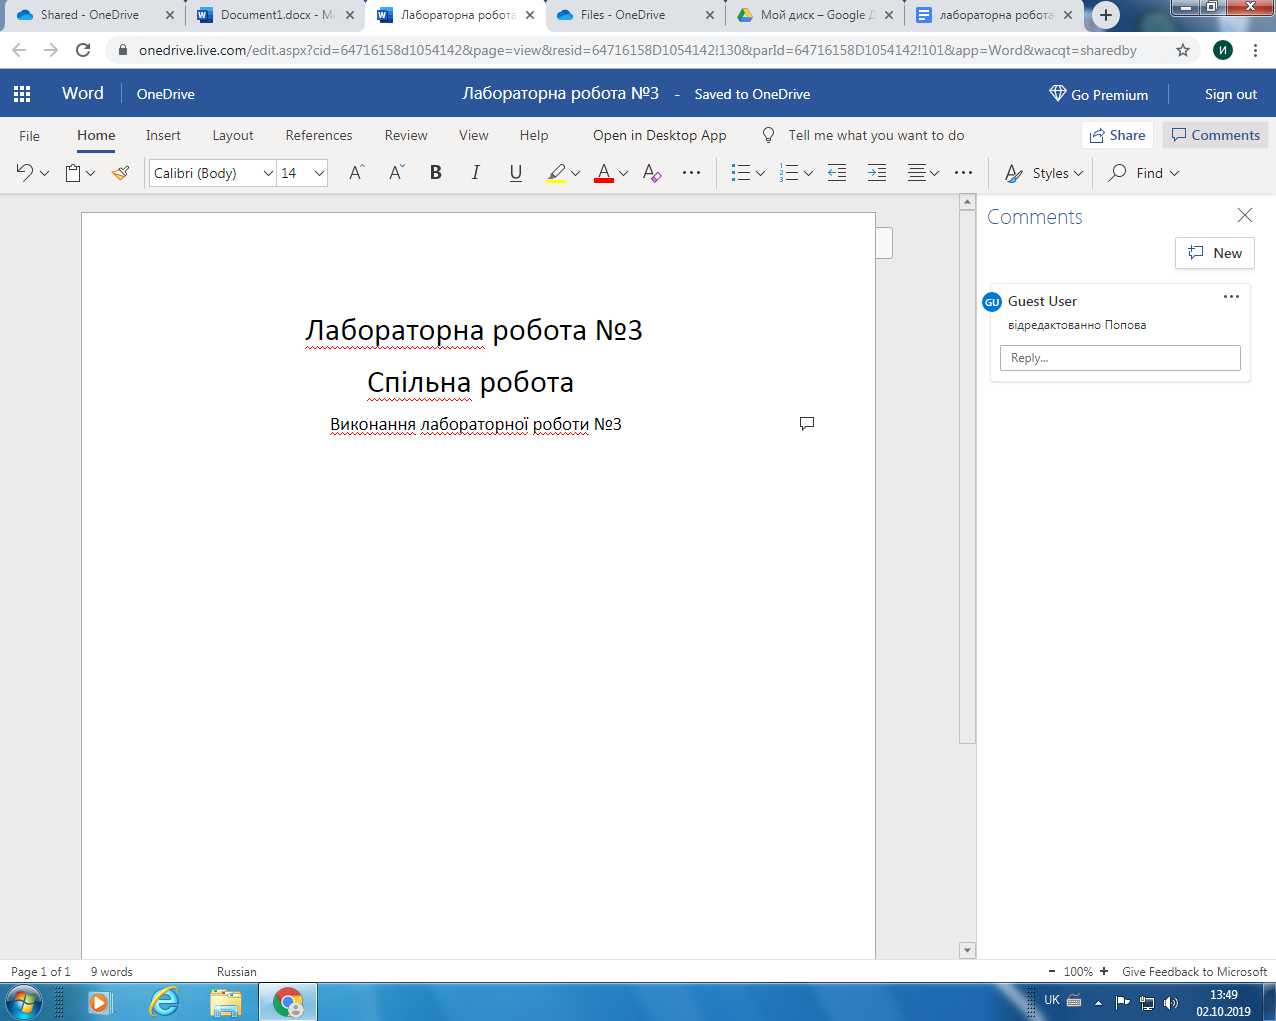 Shared - OneDrive
Document1.docx - Mi
Лабораторна робота
Files - OneDrive
Мой диск – Google Д
лабораторна робота
onedrive.live.com/edit.aspx?cid=64716158d1054142&page=view&resid=64716158D1054142!130&parId=64716158D1054142!101&app=Word&wacqt=sharedby
и
Word
OneDrive
Лабораторна робота №3 - Saved to OneDrive
Go Premium
Sign out
File Home Insert Layout References Review View Help Open in Desktop App Tell me what you want to do Share Comments
Calibri (Body) 14 A A B I U A A Styles Find
Comments
New
GU Guest User
відредактованно Попова
Reply...
Лабораторна робота №3
Спільна робота
Виконання лабораторної роботи №3
Page 1 of 1 9 words Russian - 100% + Give Feedback to Microsoft
UK
13:49
02.10.2019